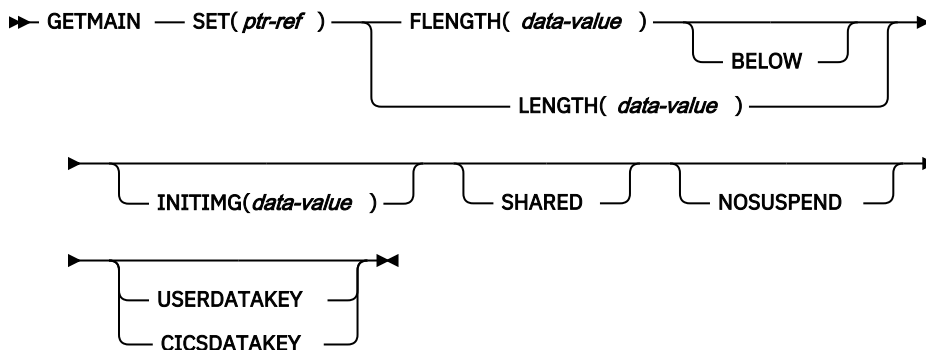 GETMAIN SET( ptr-ref ) FLENGTH( data-value )
BELOW
LENGTH( data-value )
INITIMG(data-value )
SHARED
NOSUSPEND
USERDATAKEY
CICSDATAKEY